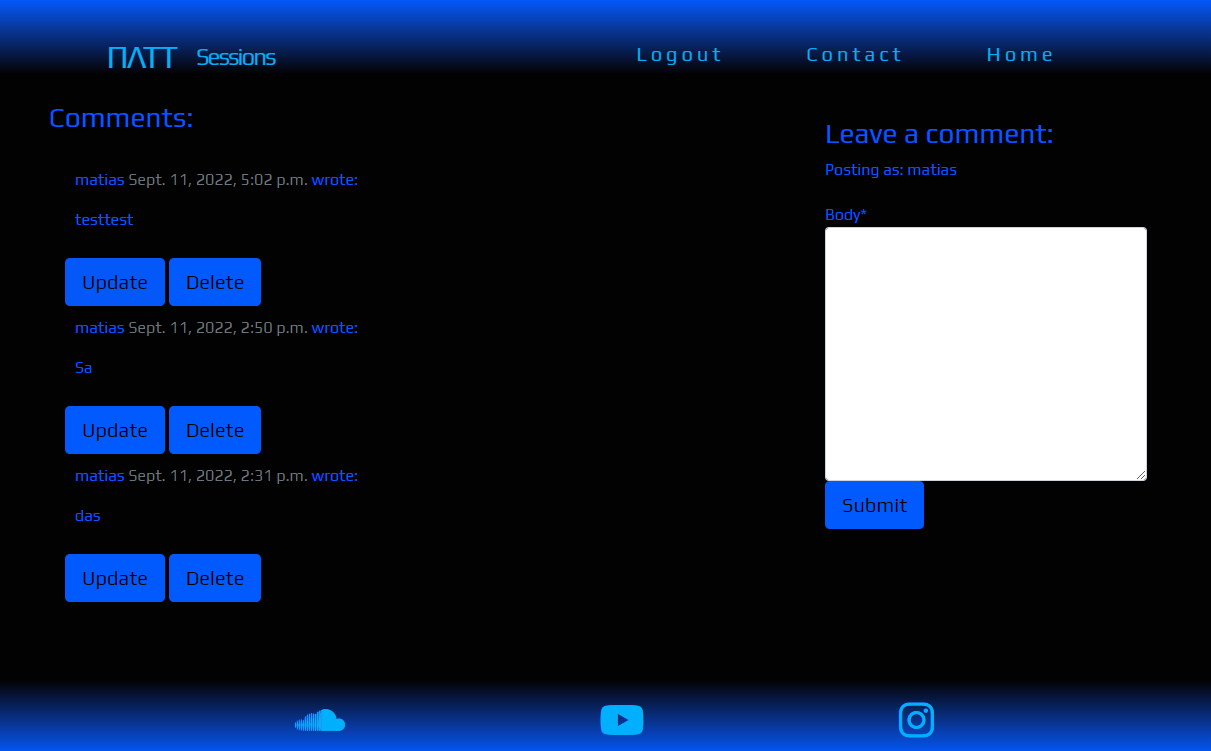 ΠΛTT Sessions
Logout Contact Home
Comments:
matias Sept. 11, 2022, 5:02 p.m. wrote:
testtest
Update Delete
matias Sept. 11, 2022, 2:50 p.m. wrote:
Sa
Update Delete
matias Sept. 11, 2022, 2:31 p.m. wrote:
das
Update Delete
Leave a comment:
Posting as: matias
Body*
Submit